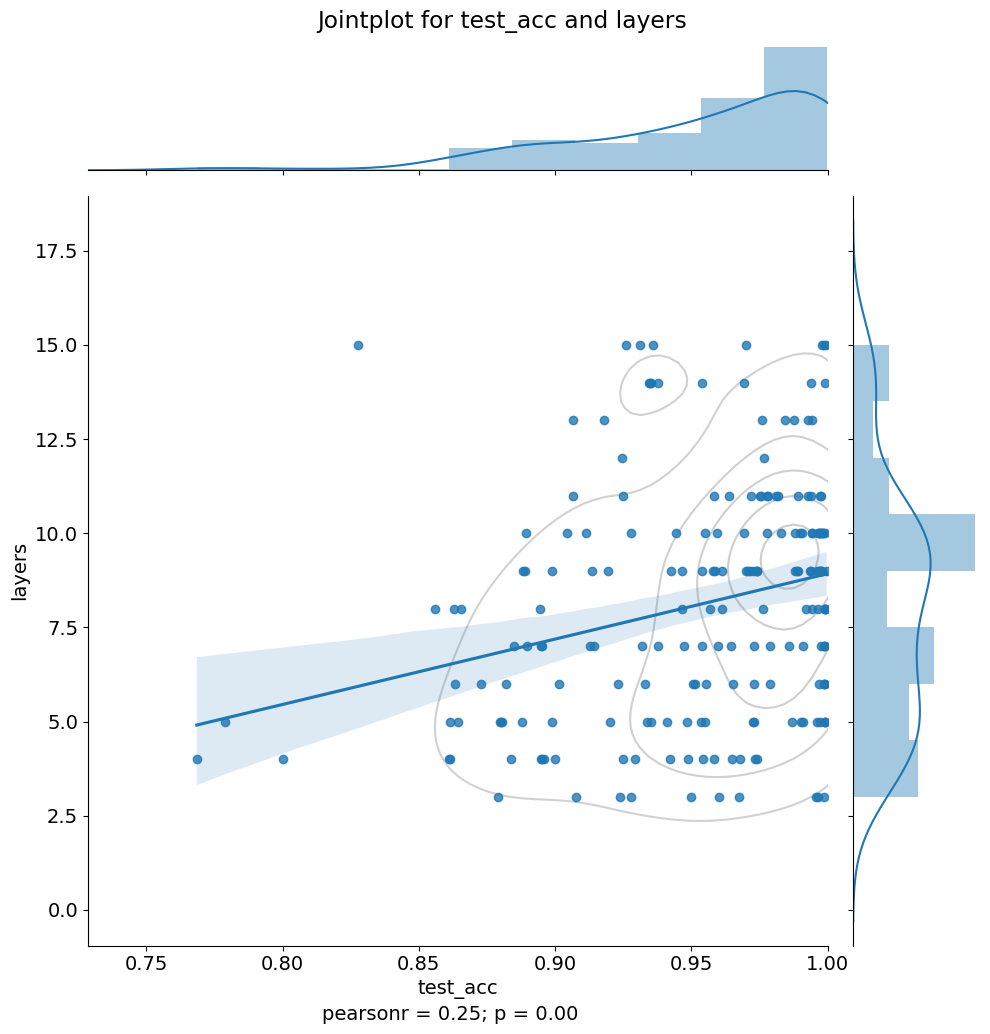 Jointplot for test_acc and layers
17.5
15.0
12.5
10.0
7.5
5.0
2.5
0.0
layers
0.75 0.80 0.85 0.90 0.95 1.00
test_acc
pearsonr = 0.25; p = 0.00